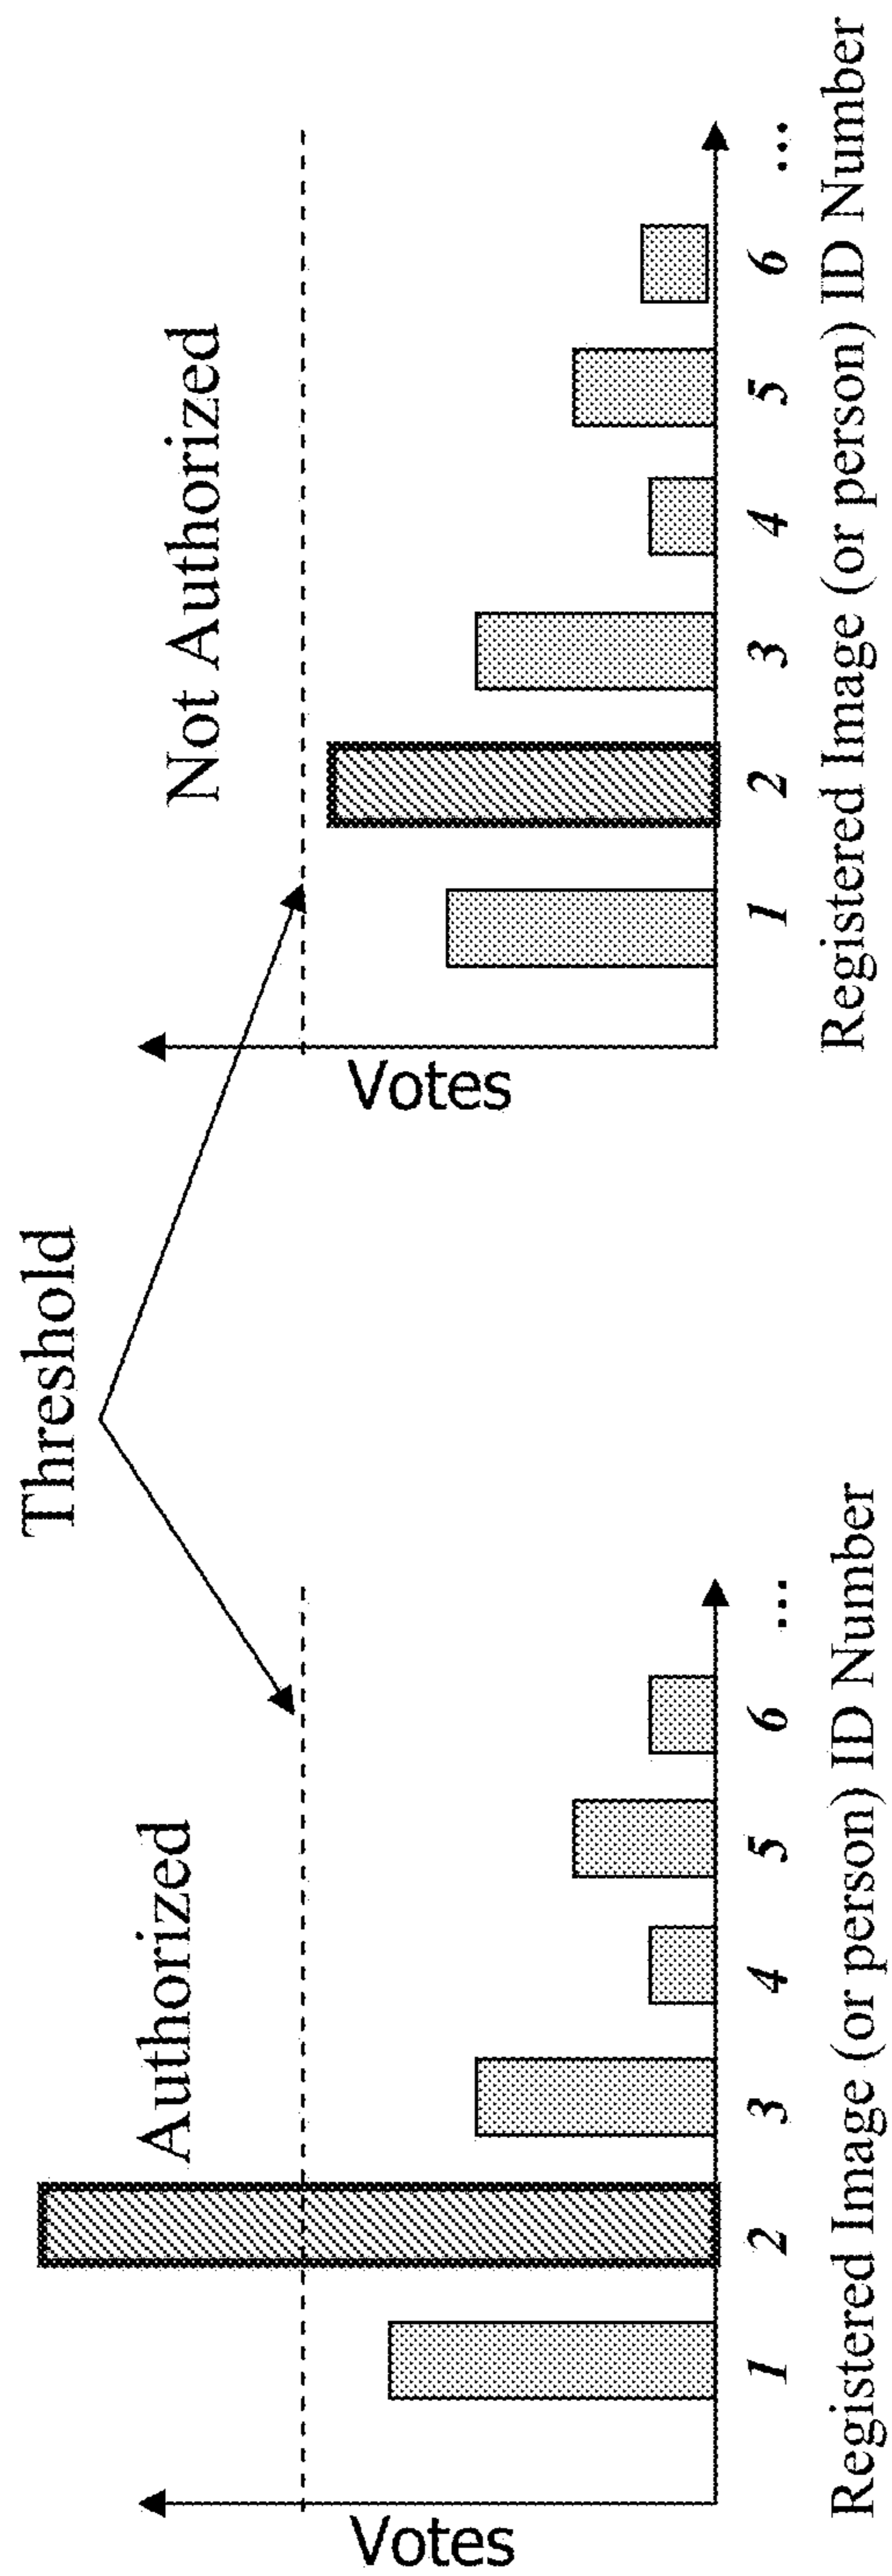 Threshold
Authorized
Votes
1 2 3 4 5 6 ...
Registered Image (or person) ID Number
Not Authorized
Votes
1 2 3 4 5 6 ...
Registered Image (or person) ID Number